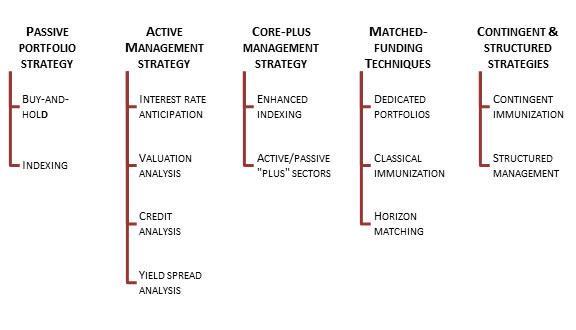 PASSIVE
PORTFOLIO
STRATEGY
BUY-AND-
HOLD
INDEXING
ACTIVE
MANAGEMENT
STRATEGY
INTEREST RATE
ANTICIPATION
VALUATION
ANALYSIS
CREDIT
ANALYSIS
YIELD SPREAD
ANALYSIS
CORE-PLUS
MANAGEMENT
STRATEGY
ENHANCED
INDEXING
ACTIVE/PASSIVE
"PLUS" SECTORS
MATCHED-
FUNDING
TECHNIQUES
DEDICATED
PORTFOLIOS
CLASSICAL
IMMUNIZATION
HORIZON
MATCHING
CONTINGENT &
STRUCTURED
STRATEGIES
CONTINGENT
IMMUNIZATION
STRUCTURED
MANAGEMENT